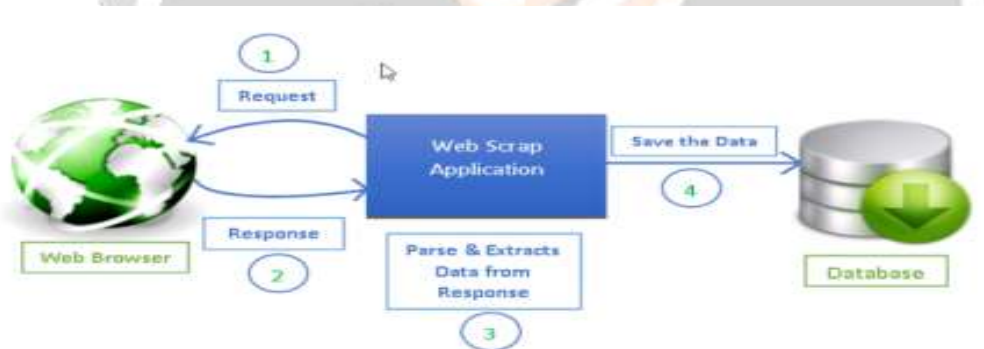 1
Request
Web Scrap
Application
Save the Data
4
Response
2
Web Browser
Parse & Extracts
Data from
Response
3
Database